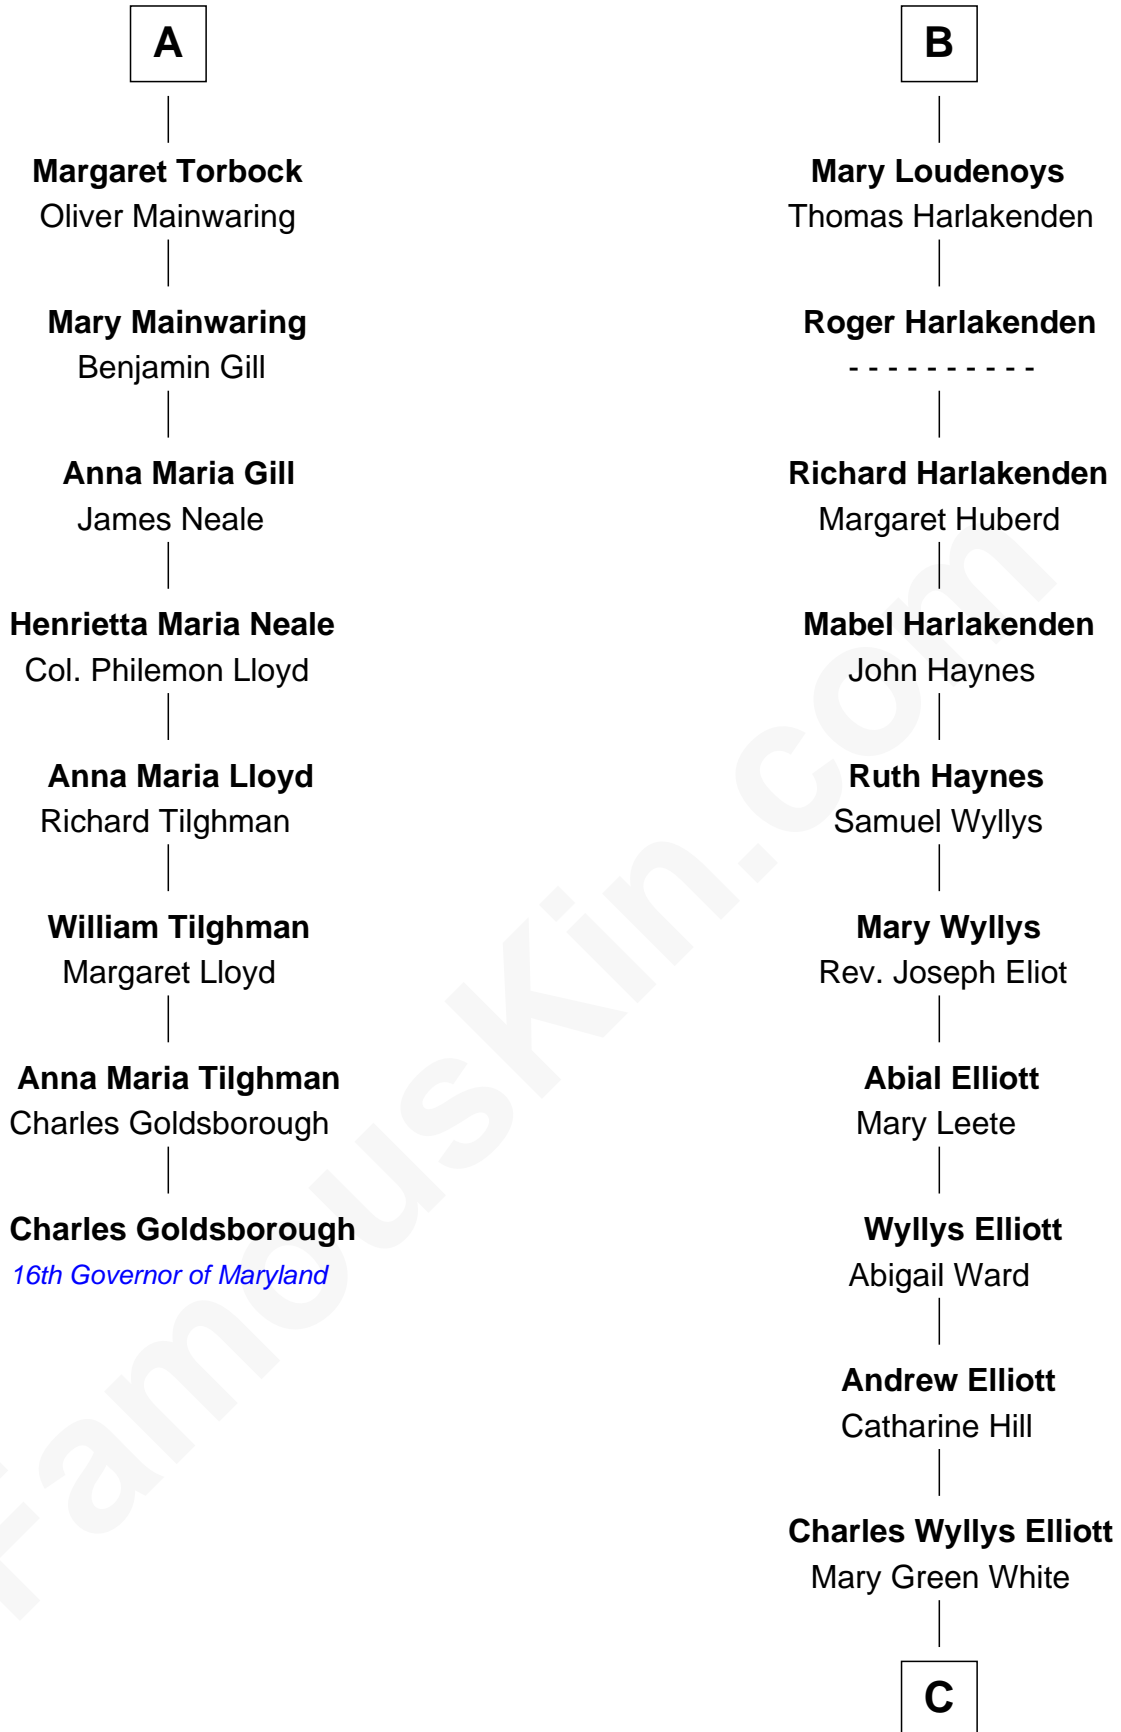 A
Margaret Torbock
Oliver Mainwaring
Mary Mainwaring
Benjamin Gill
Anna Maria Gill
James Neale
Henrietta Maria Neale
Col. Philemon Lloyd
Anna Maria Lloyd
Richard Tilghman
William Tilghman
Margaret Lloyd
Anna Maria Tilghman
Charles Goldsborough
Charles Goldsborough
16th Governor of Maryland
B
Mary Loudenoys
Thomas Harlakenden
Roger Harlakenden
- - - - - - - - - -
Richard Harlakenden
Margaret Huberd
Mabel Harlakenden
John Haynes
Ruth Haynes
Samuel Wyllys
Mary Wyllys
Rev. Joseph Eliot
Abial Elliott
Mary Leete
Wyllys Elliott
Abigail Ward
Andrew Elliott
Catharine Hill
Charles Wyllys Elliott
Mary Green White
C
FamousKin.com